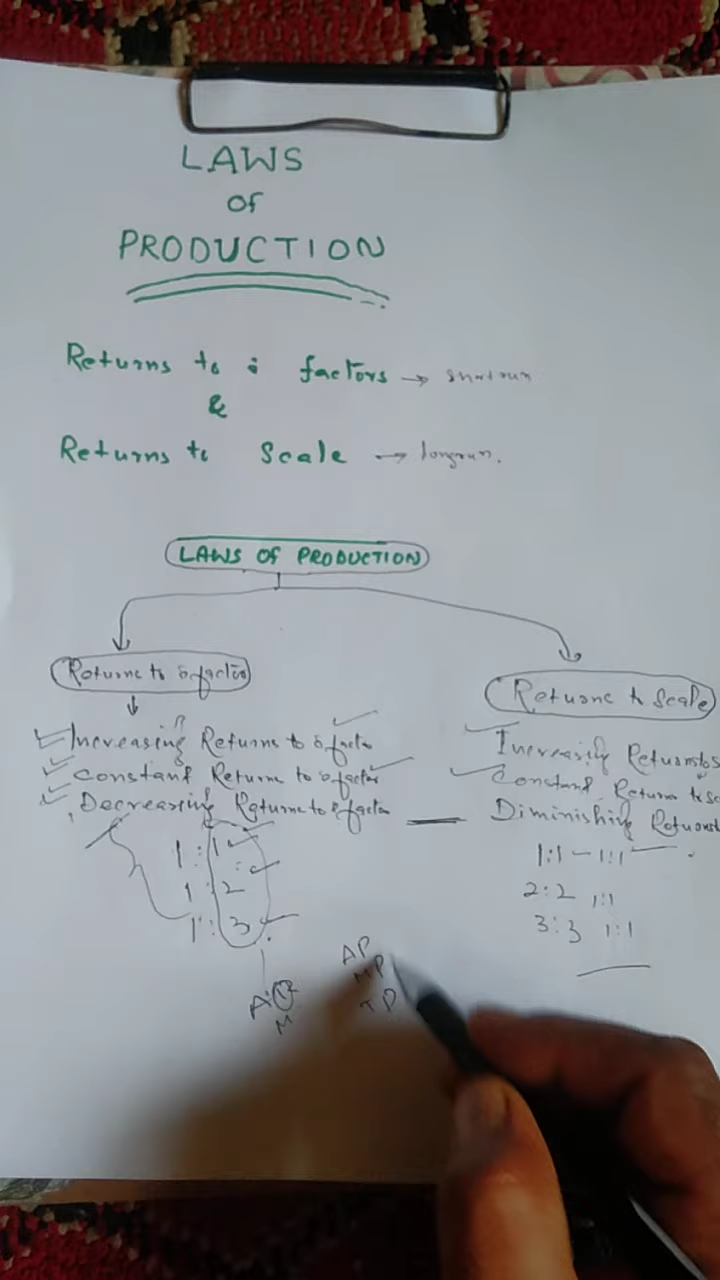 LAWS
of
PRODUCTION
Returns to a factors → shortrun
&
Returns to Scale → longrun.
LAWS OF PRODUCTION
Returns to a factor
Returns to Scale
Increasing Returns to a factor
Constant Returns to a factor
Decreasing Returns to a factor
Increasing Returns to s
Constant Returns to sc
Diminishing Returns t
1:1
1:2
1:3
1:1 – 1:1
2:2 1:1
3:3 1:1
AP
MP
TP
M